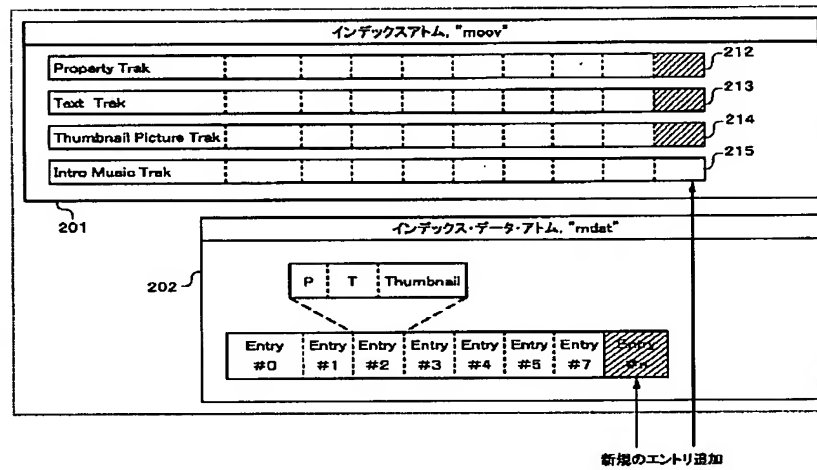 インデックスアトム, "moov"
Property Trak
212
Text Trak
213
Thumbnail Picture Trak
214
Intro Music Trak
215
201
インデックス・データ・アトム, "mdat"
202
P T Thumbnail
Entry #0
Entry #1
Entry #2
Entry #3
Entry #4
Entry #5
Entry #7
Entry #n
新規のエントリ追加